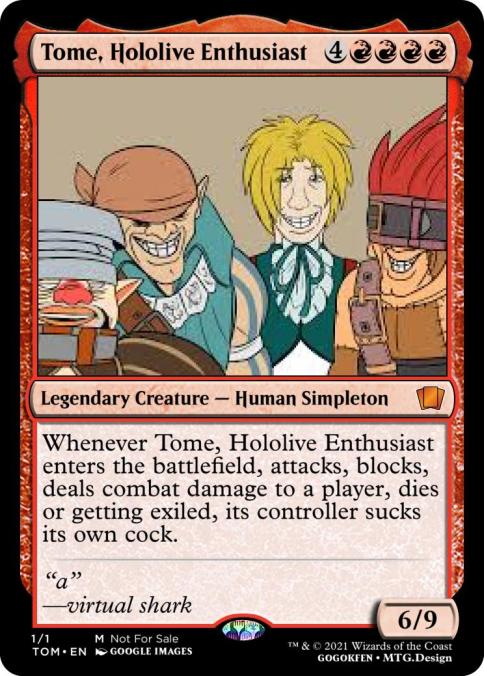 Tome, Hololive Enthusiast 4
Legendary Creature — Human Simpleton
Whenever Tome, Hololive Enthusiast
enters the battlefield, attacks, blocks,
deals combat damage to a player, dies
or getting exiled, its controller sucks
its own cock.
“a”
—virtual shark
6/9
1/1 M Not For Sale
TOM • EN GOOGLE IMAGES
™ & © 2021 Wizards of the Coast
GOGOKFEN • MTG.Design